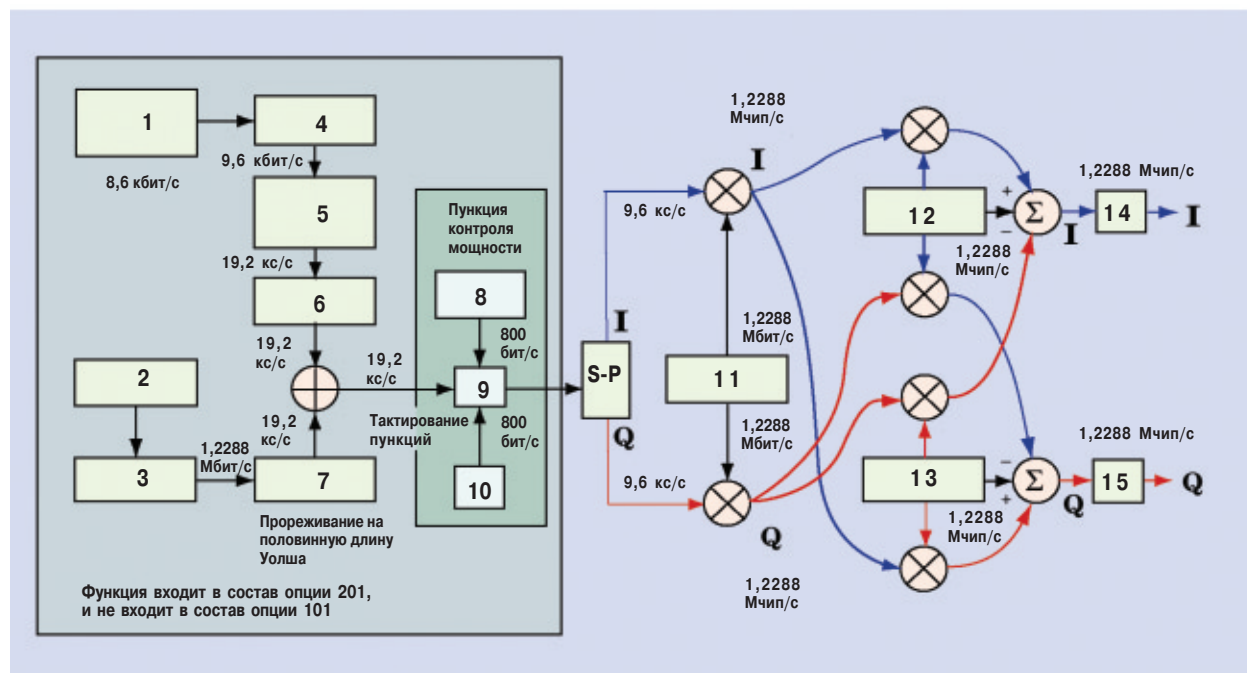 1
4
8,6 кбит/с
9,6 кбит/с
5
19,2 кс/с
6
19,2
кс/с
2
3
1,2288
Мбит/с
7
19,2
кс/с
Прореживание на
половинную длину
Уолша
Функция входит в состав опции 201,
и не входит в состав опции 101
19,2
кс/с
Пункция
контроля
мощности
8
800
бит/с
9
Тактирование
пункций
800
бит/с
10
S-P
I
Q
9,6 кс/с
9,6 кс/с
1,2288
Мчип/с
I
1,2288
Мбит/с
11
1,2288
Мбит/с
Q
1,2288
Мчип/с
12
+
−
Σ
1,2288
Мчип/с
1,2288 Мчип/с
I
14
I
13
−
+
Σ
1,2288
Мчип/с
1,2288 Мчип/с
Q
15
Q